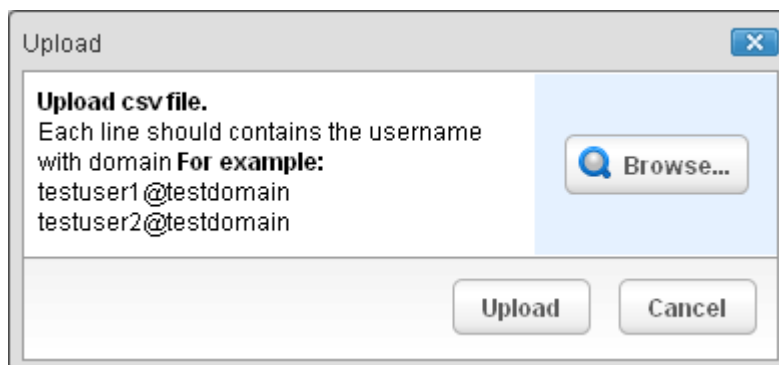 Upload
Upload csv file.
Each line should contains the username
with domain For example:
testuser1@testdomain
testuser2@testdomain
Browse...
Upload
Cancel